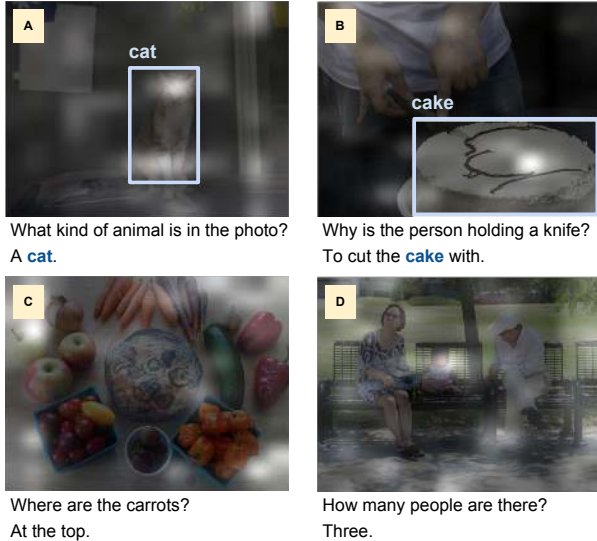 A
cat
What kind of animal is in the photo?
A cat.
B
cake
Why is the person holding a knife?
To cut the cake with.
C
Where are the carrots?
At the top.
D
How many people are there?
Three.